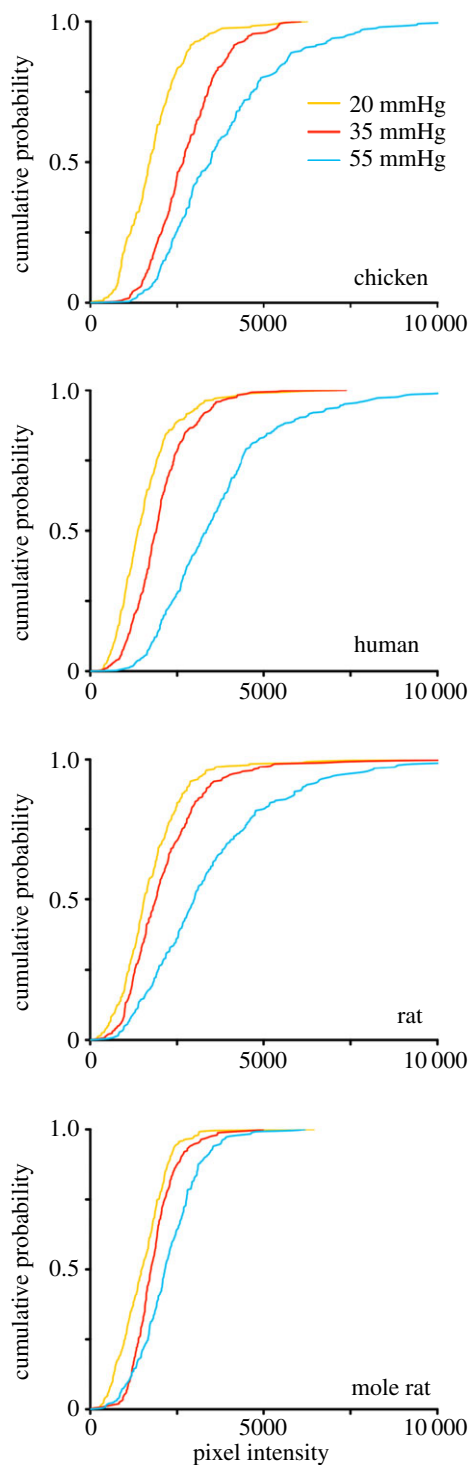 1.0
20 mmHg
35 mmHg
0.5
55 mmHg
cumulative probability
chicken
0
0 5000 10 000
1.0
0.5
cumulative probability
human
0
0 5000 10 000
1.0
0.5
cumulative probability
rat
0
0 5000 10 000
1.0
0.5
cumulative probability
mole rat
0
0 5000 10 000
pixel intensity